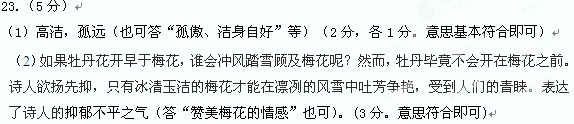 23.（5分）
（1）高洁，孤远（也可答“孤傲、洁身自好”等）（2分，各1分。意思基本符合即可）
（2）如果牡丹花开早于梅花，谁会冲风踏雪顾及梅花呢？然而，牡丹毕竟不会开在梅花之前。
诗人欲扬先抑，只有冰清玉洁的梅花才能在凛冽的风雪中吐芳争艳，受到人们的青睐。表达
了诗人的抑郁不平之气（答“赞美梅花的情感”也可）。(3分。意思符合即可)